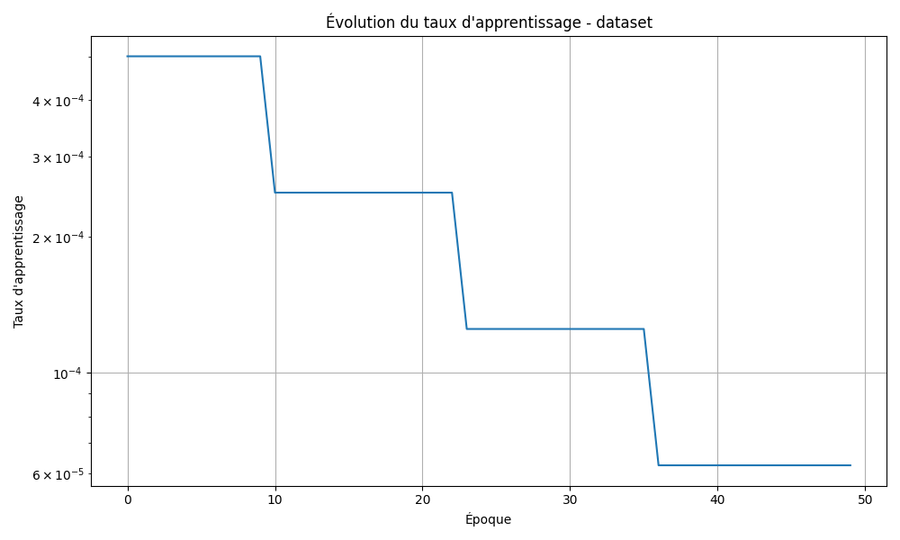 Évolution du taux d'apprentissage - dataset
Taux d'apprentissage
4 × 10⁻⁴
3 × 10⁻⁴
2 × 10⁻⁴
10⁻⁴
6 × 10⁻⁵
0 10 20 30 40 50
Époque